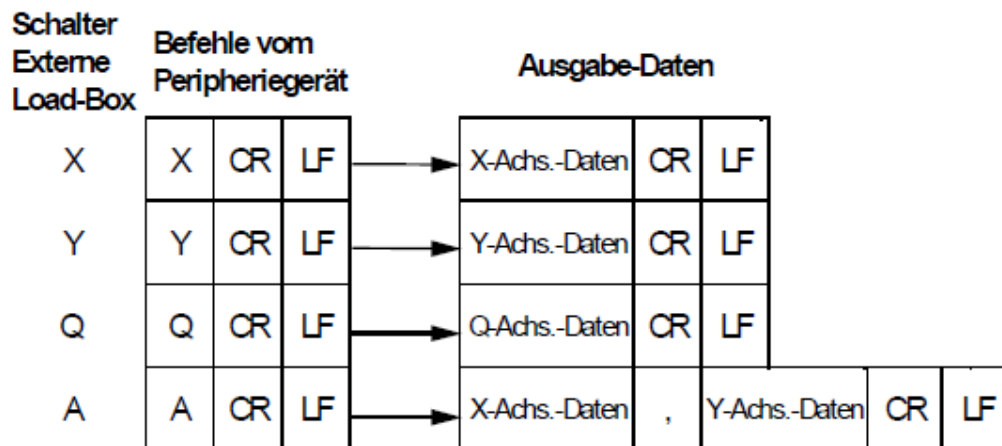 Schalter
Externe
Load-Box
Befehle vom
Peripheriegerät
Ausgabe-Daten
X X CR LF X-Achs.-Daten CR LF
Y Y CR LF Y-Achs.-Daten CR LF
Q Q CR LF Q-Achs.-Daten CR LF
A A CR LF X-Achs.-Daten , Y-Achs.-Daten CR LF